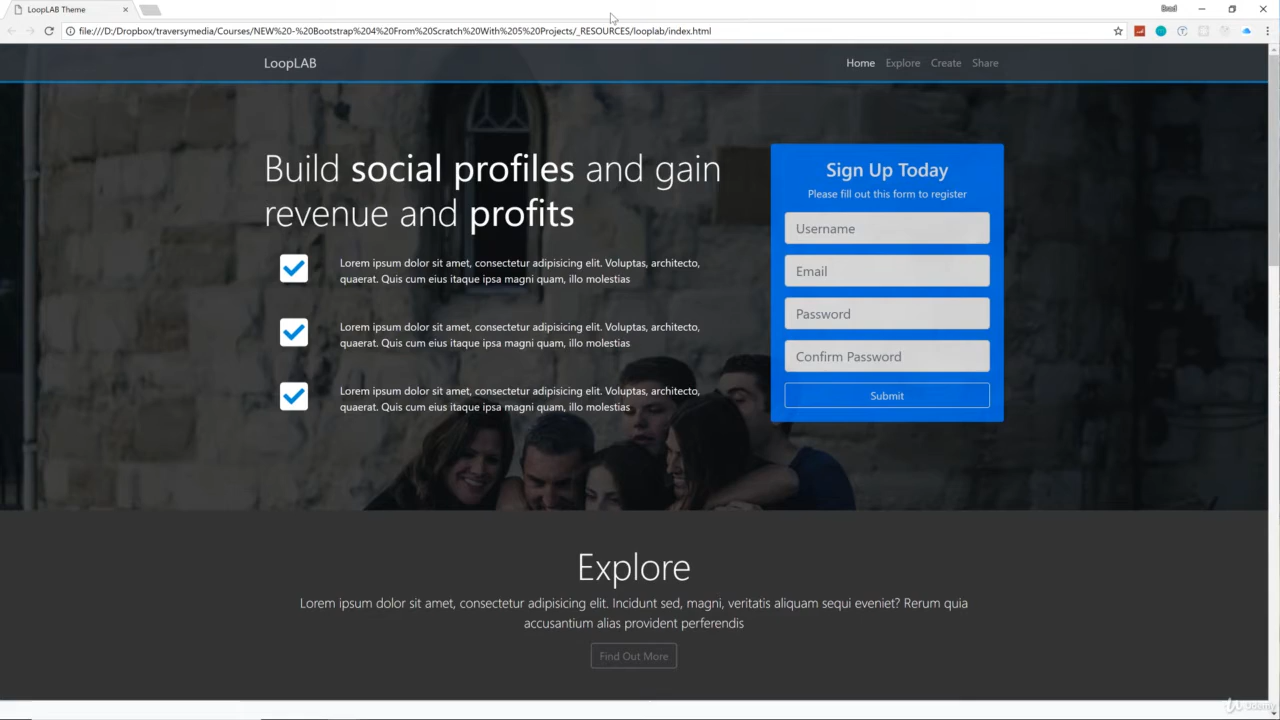 LoopLAB Theme
Brad
file:///D:/Dropbox/traversymedia/Courses/NEW%20-%20Bootstrap%204%20From%20Scratch%20With%205%20Projects/_RESOURCES/looplab/index.html
LoopLAB
Home Explore Create Share
Build social profiles and gain
revenue and profits
Lorem ipsum dolor sit amet, consectetur adipisicing elit. Voluptas, architecto,
quaerat. Quis cum eius itaque ipsa magni quam, illo molestias
Lorem ipsum dolor sit amet, consectetur adipisicing elit. Voluptas, architecto,
quaerat. Quis cum eius itaque ipsa magni quam, illo molestias
Lorem ipsum dolor sit amet, consectetur adipisicing elit. Voluptas, architecto,
quaerat. Quis cum eius itaque ipsa magni quam, illo molestias
Sign Up Today
Please fill out this form to register
Username
Email
Password
Confirm Password
Submit
Explore
Lorem ipsum dolor sit amet, consectetur adipisicing elit. Incidunt sed, magni, veritatis aliquam sequi eveniet? Rerum quia
accusantium alias provident perferendis
Find Out More
Udemy